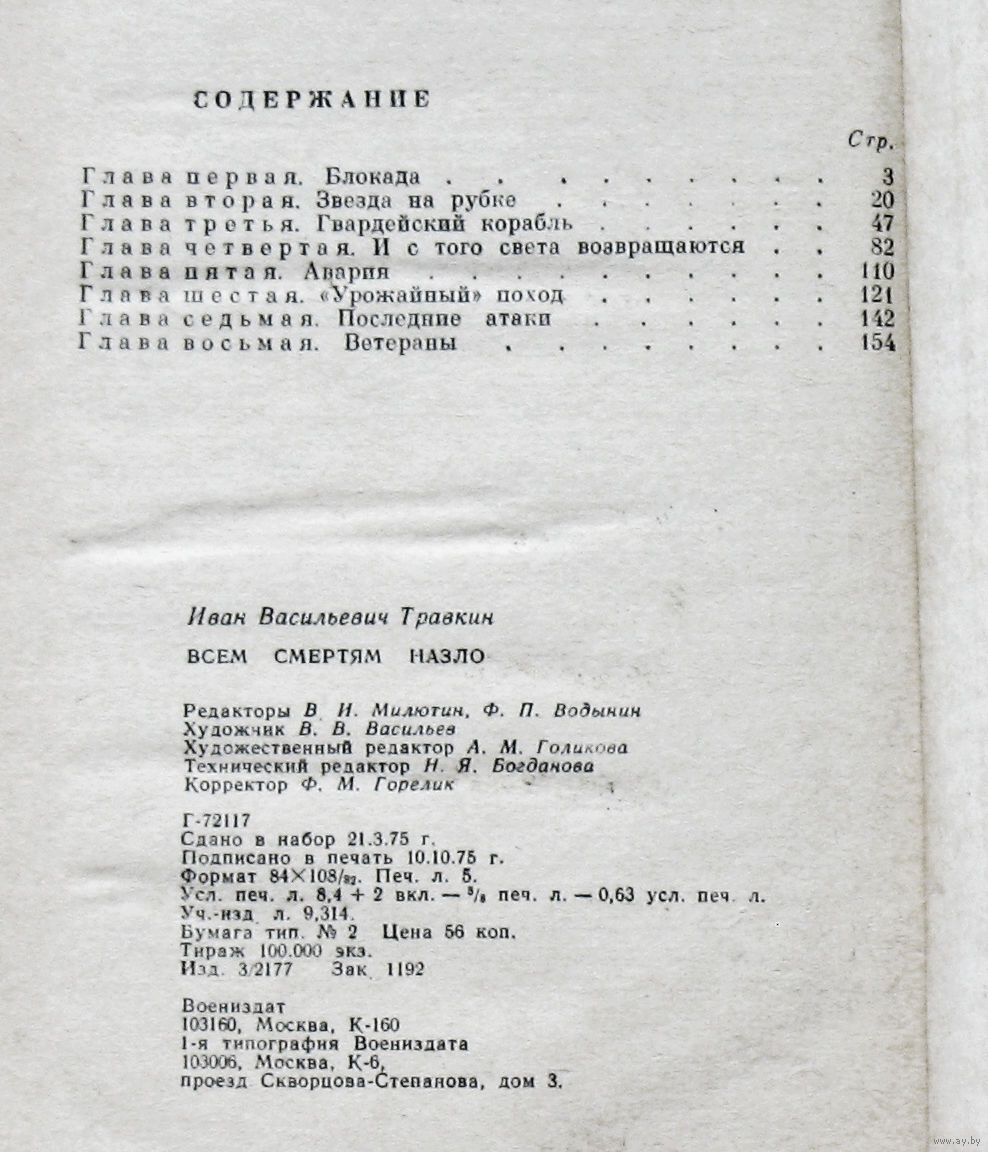 СОДЕРЖАНИЕ
Стр.
Глава первая. Блокада . . . . . . . . . 3
Глава вторая. Звезда на рубке . . . . . . . 20
Глава третья. Гвардейский корабль . . . . . . 47
Глава четвертая. И с того света возвращаются . . 82
Глава пятая. Авария . . . . . . . . . . 110
Глава шестая. «Урожайный» поход . . . . . . 121
Глава седьмая. Последние атаки . . . . . . 142
Глава восьмая. Ветераны . . . . . . . . 154
Иван Васильевич Травкин
ВСЕМ СМЕРТЯМ НАЗЛО
Редакторы В. И. Милютин, Ф. П. Водынин
Художник В. В. Васильев
Художественный редактор А. М. Голикова
Технический редактор Н. Я. Богданова
Корректор Ф. М. Горелик
Г-72117
Сдано в набор 21.3.75 г.
Подписано в печать 10.10.75 г.
Формат 84×108/32. Печ. л. 5.
Усл. печ. л. 8,4 + 2 вкл. — 3/8 печ. л. — 0,63 усл. печ. л.
Уч.-изд. л. 9,314.
Бумага тип. № 2 Цена 56 коп.
Тираж 100.000 экз.
Изд. 3/2177 Зак. 1192
Воениздат
103160, Москва, К-160
1-я типография Воениздата
103006, Москва, К-6,
проезд Скворцова-Степанова, дом 3.
www.ay.by